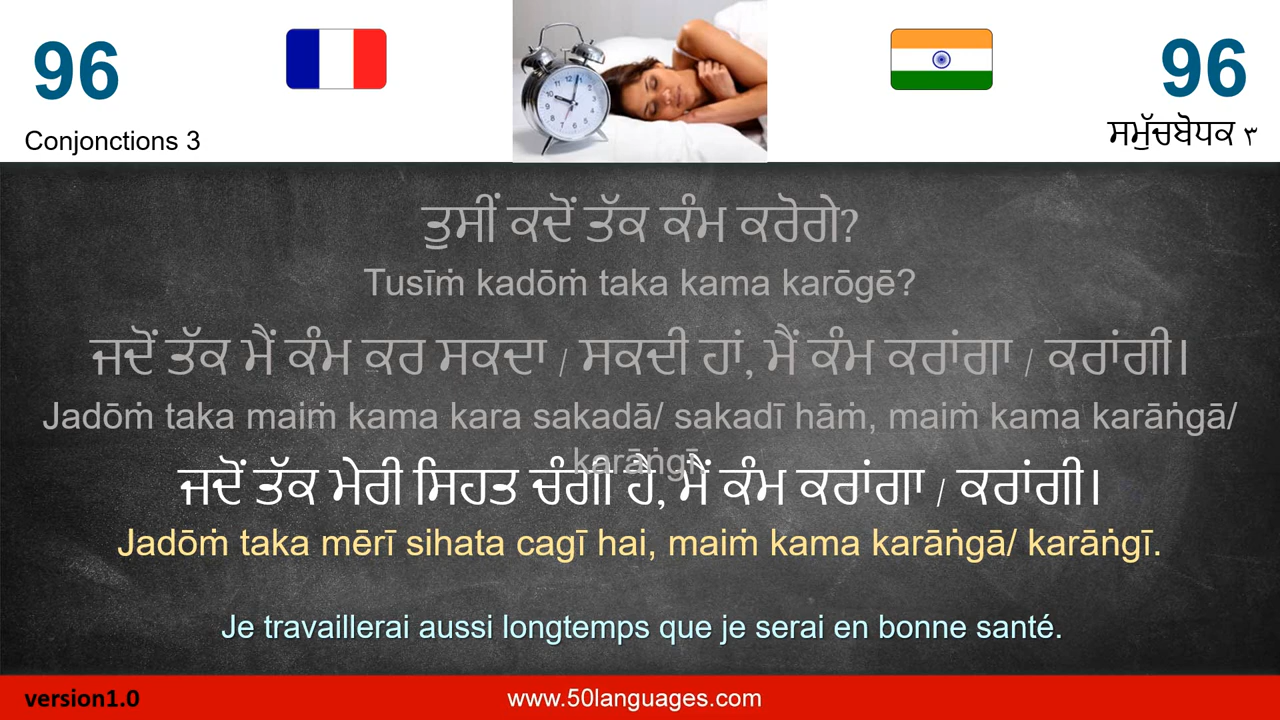 96
96
Conjonctions 3
ਸਮੁੱਚਬੋਧਕ ੩
ਤੁਸੀਂ ਕਦੋਂ ਤੱਕ ਕੰਮ ਕਰੋਗੇ?
Tusīṁ kadōṁ taka kama karōgē?
ਜਦੋਂ ਤੱਕ ਮੈਂ ਕੰਮ ਕਰ ਸਕਦਾ / ਸਕਦੀ ਹਾਂ, ਮੈਂ ਕੰਮ ਕਰਾਂਗਾ / ਕਰਾਂਗੀ।
Jadōṁ taka maiṁ kama kara sakadā/ sakadī hāṁ, maiṁ kama karāṅgā/
karāṅgī.
ਜਦੋਂ ਤੱਕ ਮੇਰੀ ਸਿਹਤ ਚੰਗੀ ਹੈ, ਮੈਂ ਕੰਮ ਕਰਾਂਗਾ / ਕਰਾਂਗੀ।
Jadōṁ taka mērī sihata cagī hai, maiṁ kama karāṅgā/ karāṅgī.
Je travaillerai aussi longtemps que je serai en bonne santé.
version1.0
www.50languages.com